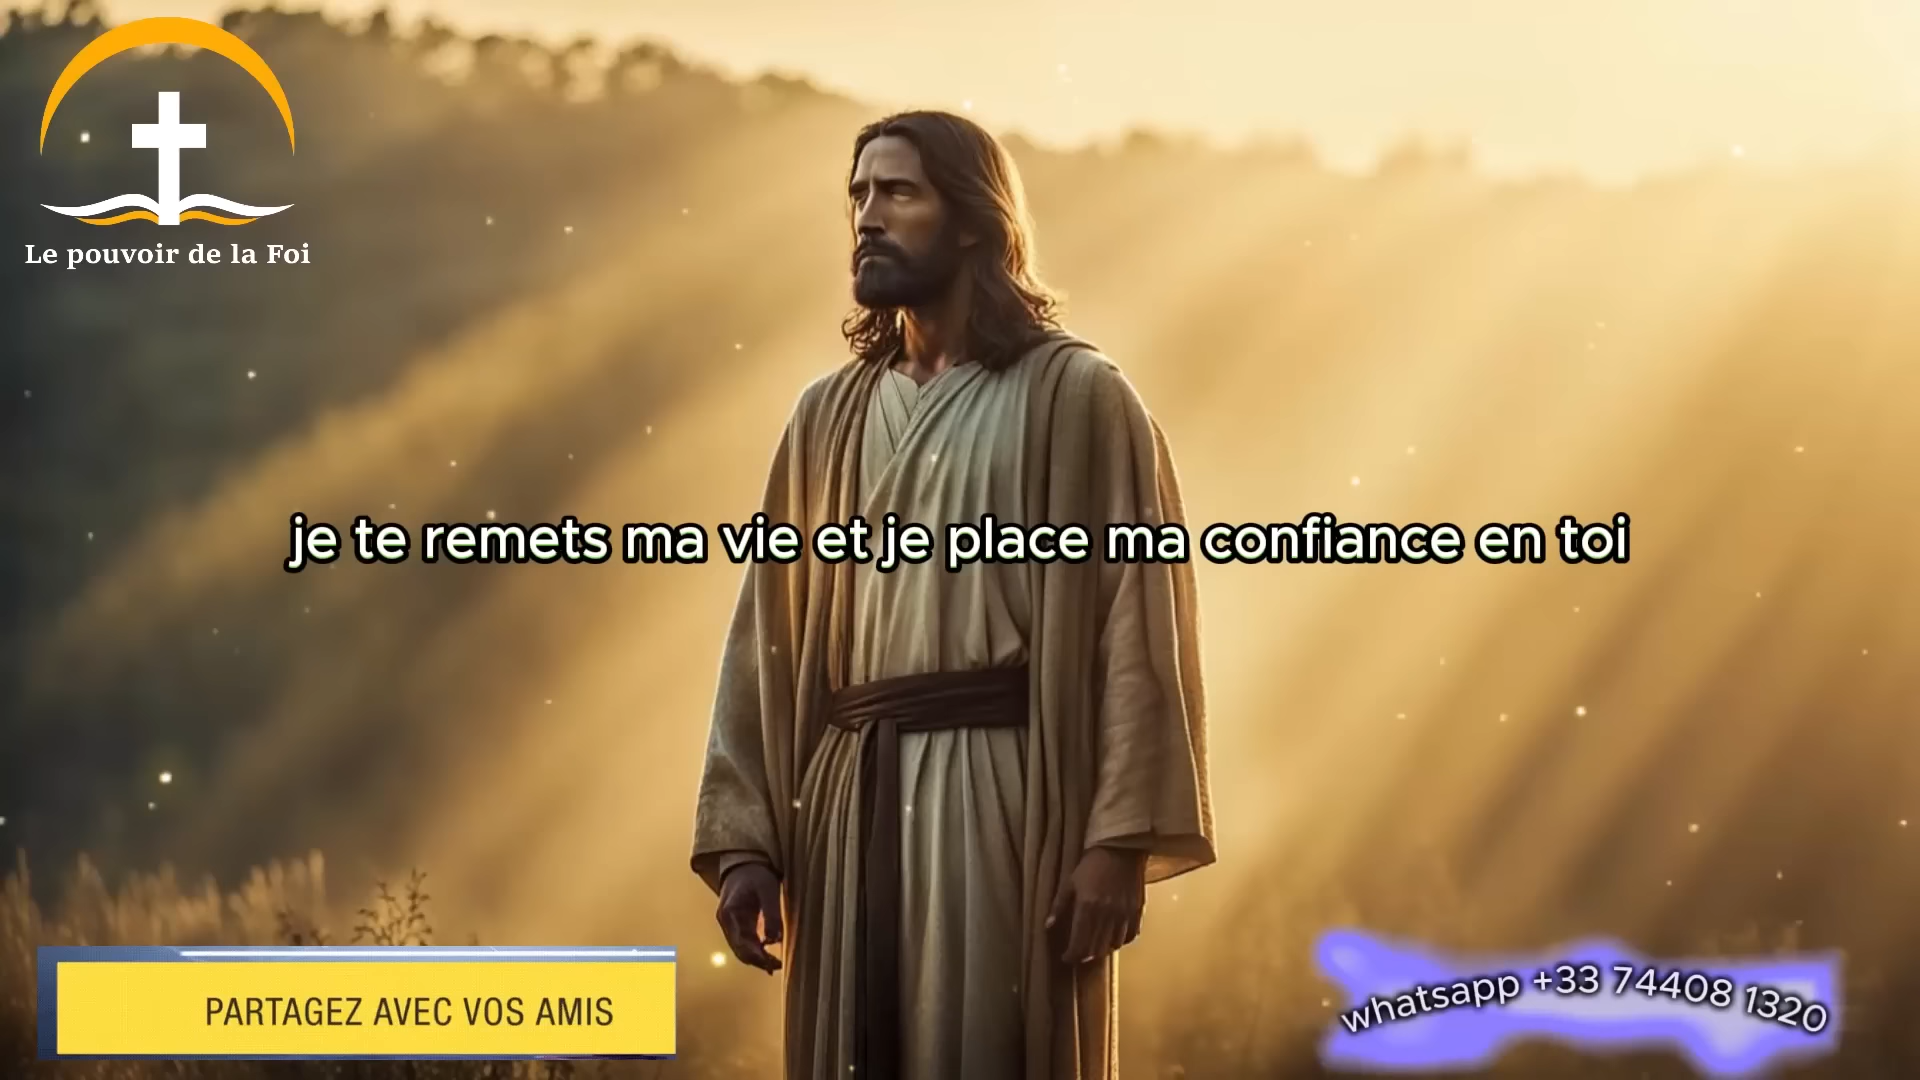 Le pouvoir de la Foi
je te remets ma vie et je place ma confiance en toi
PARTAGEZ AVEC VOS AMIS
whatsapp +33 74408 1320